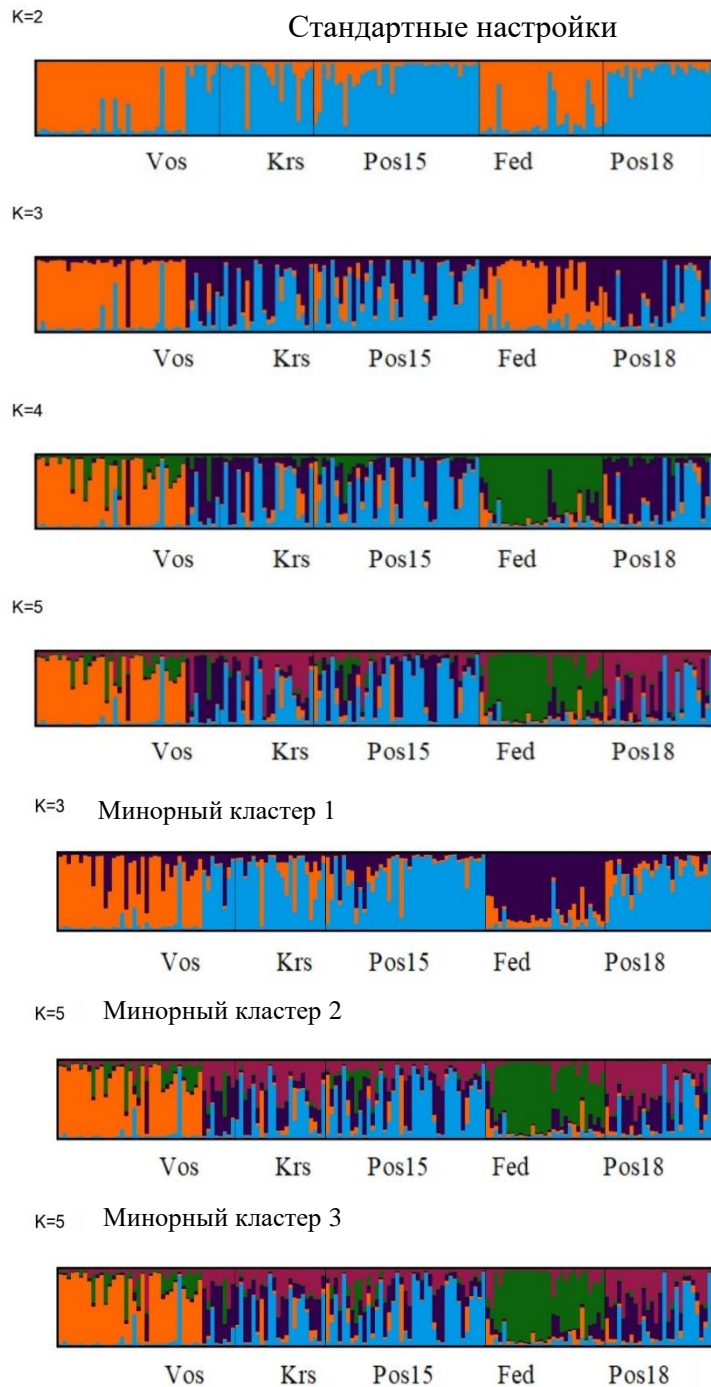 K=2
Стандартные настройки
Vos Krs Pos15 Fed Pos18
K=3
Vos Krs Pos15 Fed Pos18
K=4
Vos Krs Pos15 Fed Pos18
K=5
Vos Krs Pos15 Fed Pos18
K=3 Минорный кластер 1
Vos Krs Pos15 Fed Pos18
K=5 Минорный кластер 2
Vos Krs Pos15 Fed Pos18
K=5 Минорный кластер 3
Vos Krs Pos15 Fed Pos18